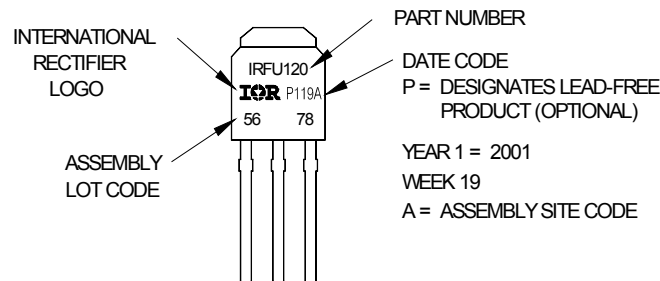 INTERNATIONAL
RECTIFIER
LOGO
ASSEMBLY
LOT CODE
IRFU120
IOR P119A
56 78
PART NUMBER
DATE CODE
P = DESIGNATES LEAD-FREE
PRODUCT (OPTIONAL)
YEAR 1 = 2001
WEEK 19
A = ASSEMBLY SITE CODE